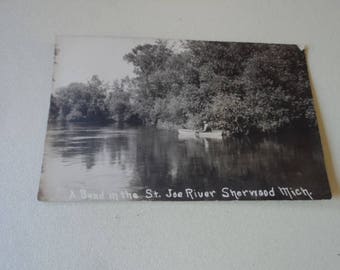 A Bend in the St. Joe River Sherwood Mich.